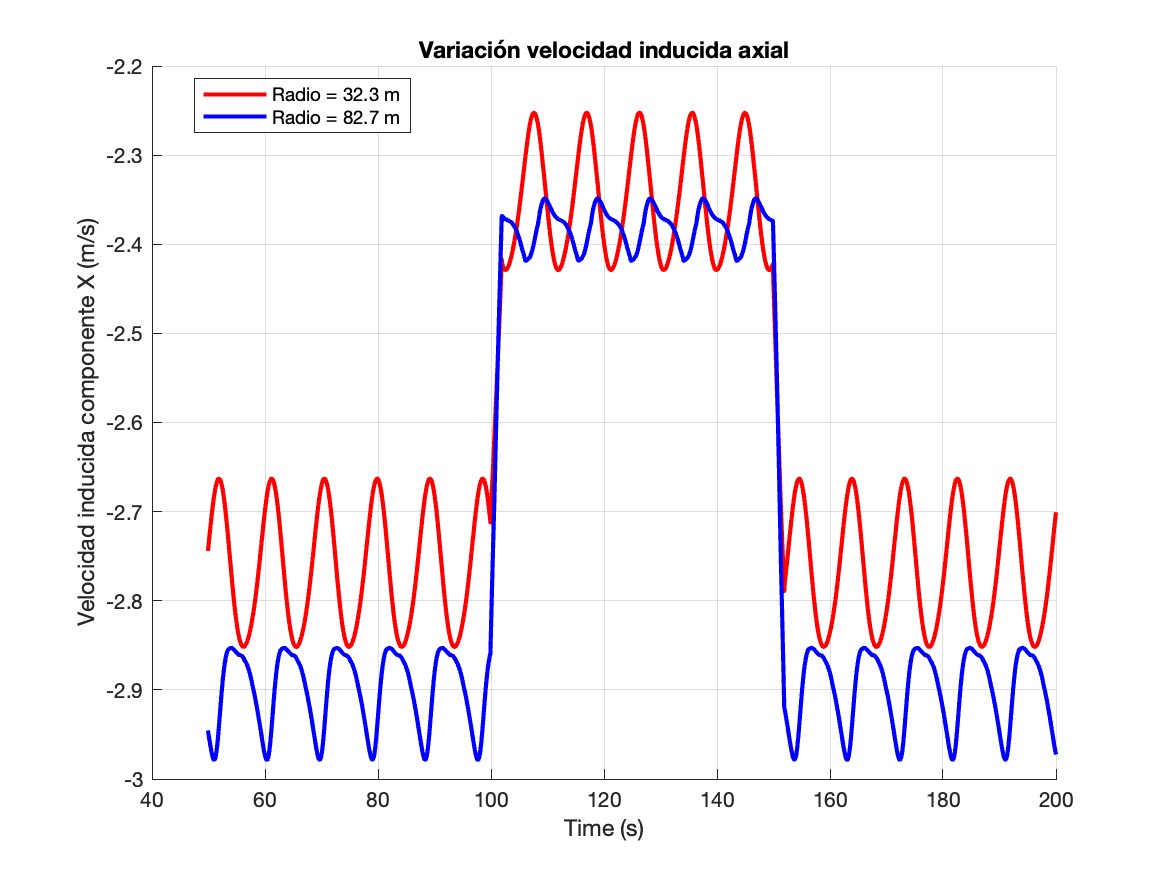 Variación velocidad inducida axial
Radio = 32.3 m
Radio = 82.7 m
Velocidad inducida componente X (m/s)
-2.2
-2.3
-2.4
-2.5
-2.6
-2.7
-2.8
-2.9
-3
40 60 80 100 120 140 160 180 200
Time (s)